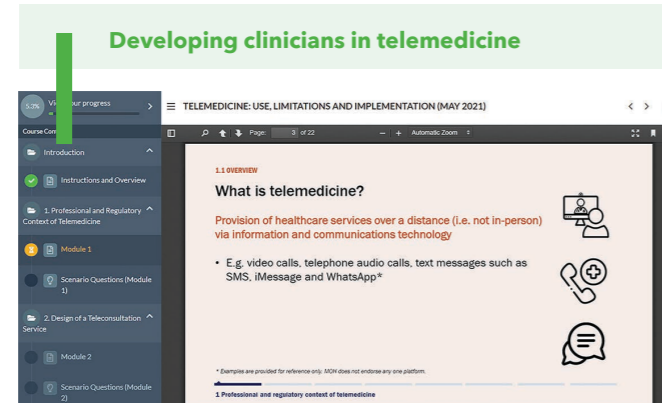 Developing clinicians in telemedicine
5.3%
View your progress
TELEMEDICINE: USE, LIMITATIONS AND IMPLEMENTATION (MAY 2021)
Page: 3 of 22
Automatic Zoom
Introduction
Instructions and Overview
1. Professional and Regulatory
Context of Telemedicine
Module 1
Scenario Questions (Module
1)
2. Design of a Teleconsultation
Service
Module 2
Scenario Questions (Module
2)
1.1 OVERVIEW
What is telemedicine?
Provision of healthcare services over a distance (i.e. not in-person)
via information and communications technology
• E.g. video calls, telephone audio calls, text messages such as
SMS, iMessage and WhatsApp*
* Examples are provided for reference only. MOH does not endorse any one platform.
1 Professional and regulatory context of telemedicine